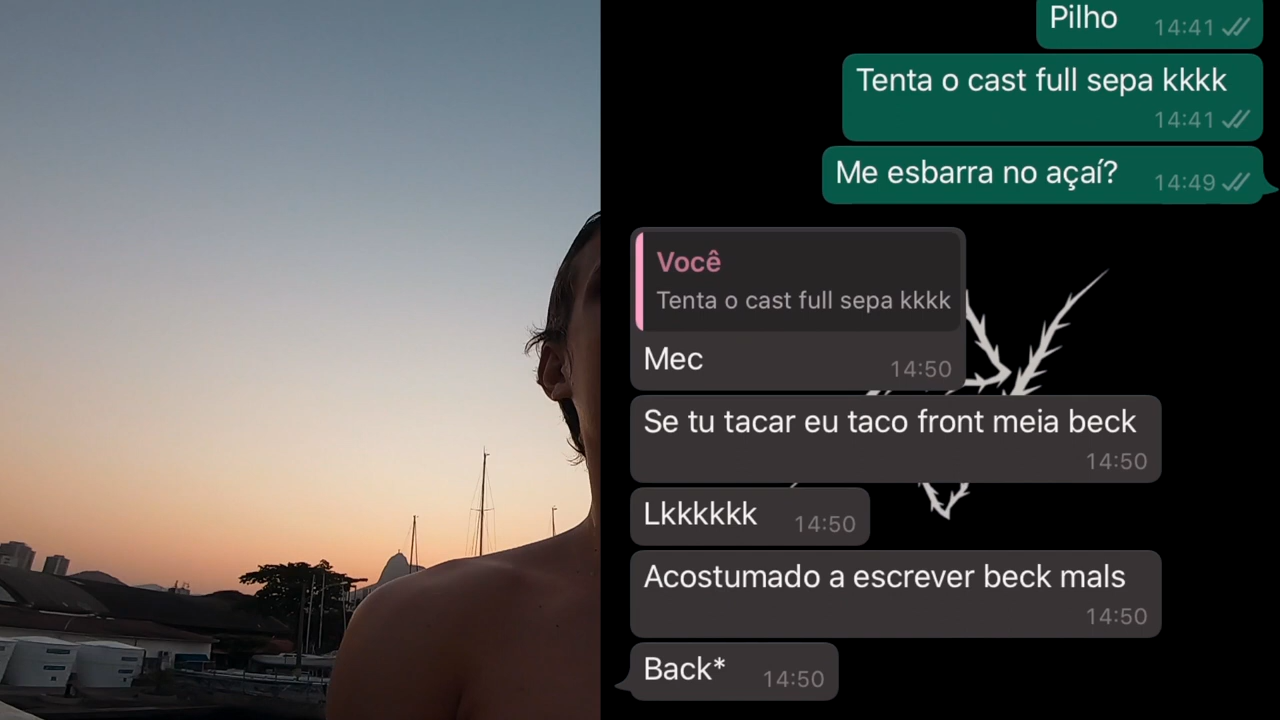 Pilho
14:41
Tenta o cast full sepa kkkk
14:41
Me esbarra no açaí?
14:49
Você
Tenta o cast full sepa kkkk
Mec
14:50
Se tu tacar eu taco front meia beck
14:50
Lkkkkkk
14:50
Acostumado a escrever beck mals
14:50
Back*
14:50